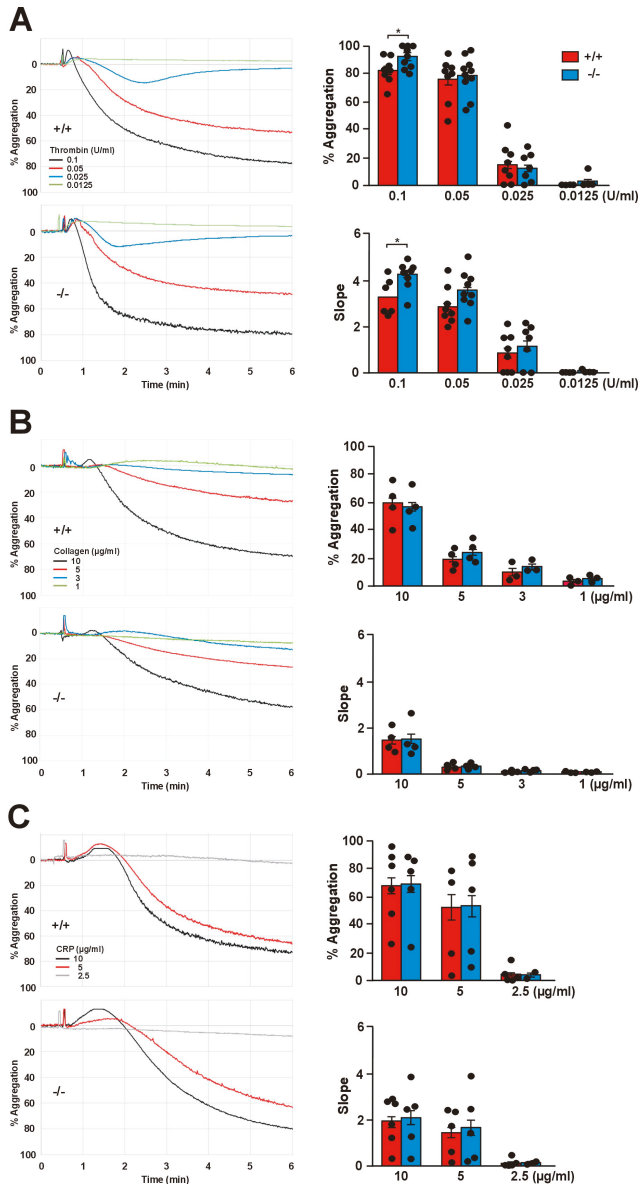 A
0
20
40
60
80
100
% Aggregation
+/+
Thrombin (U/ml)
0.1
0.05
0.025
0.0125
0
20
40
60
80
100
% Aggregation
-/-
0 1 2 3 4 5 6
Time (min)
100
80
60
40
20
0
% Aggregation
*
+/+
-/-
0.1 0.05 0.025 0.0125 (U/ml)
6
4
2
0
Slope
*
0.1 0.05 0.025 0.0125 (U/ml)
B
0
20
40
60
80
100
% Aggregation
+/+
Collagen (µg/ml)
10
5
3
1
0
20
40
60
80
100
% Aggregation
-/-
0 1 2 3 4 5 6
Time (min)
100
80
60
40
20
0
% Aggregation
10 5 3 1 (µg/ml)
6
4
2
0
Slope
10 5 3 1 (µg/ml)
C
0
20
40
60
80
100
% Aggregation
+/+
CRP (µg/ml)
10
5
2.5
0
20
40
60
80
100
% Aggregation
-/-
0 1 2 3 4 5 6
Time (min)
100
80
60
40
20
0
% Aggregation
10 5 2.5 (µg/ml)
6
4
2
0
Slope
10 5 2.5 (µg/ml)